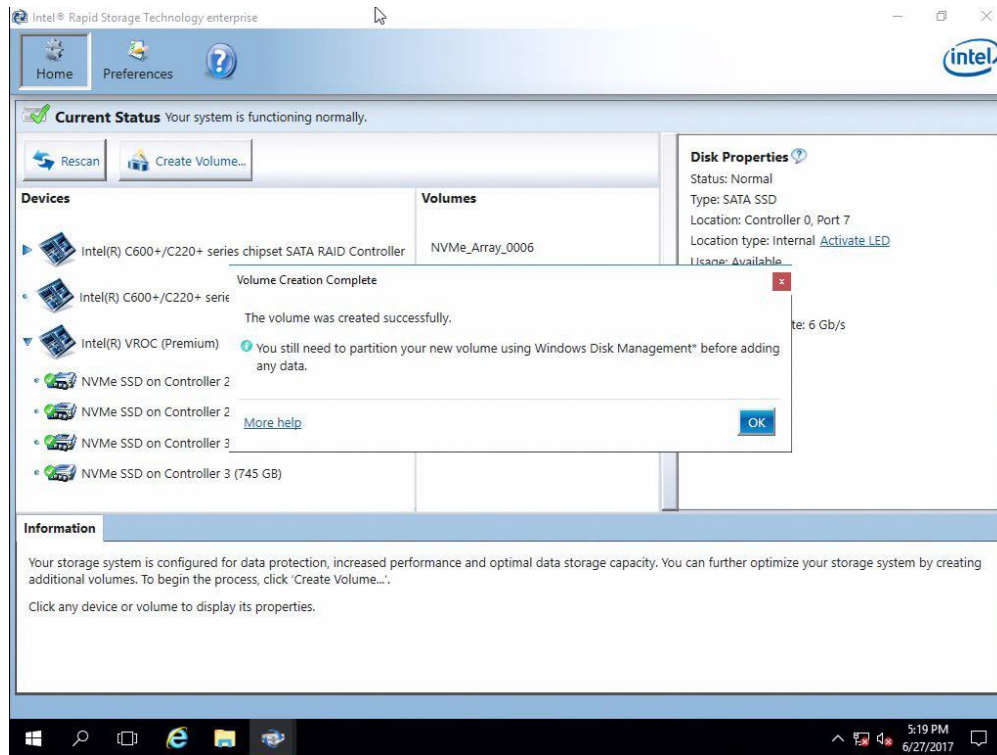 Intel® Rapid Storage Technology enterprise
Home
Preferences
intel
Current Status Your system is functioning normally.
Rescan
Create Volume...
Devices
Intel(R) C600+/C220+ series chipset SATA RAID Controller
Intel(R) C600+/C220+ serie
Intel(R) VROC (Premium)
NVMe SSD on Controller 2
NVMe SSD on Controller 2
NVMe SSD on Controller 3
NVMe SSD on Controller 3 (745 GB)
Volumes
NVMe_Array_0006
Disk Properties
Status: Normal
Type: SATA SSD
Location: Controller 0, Port 7
Location type: Internal Activate LED
Usage: Available
te: 6 Gb/s
Volume Creation Complete
The volume was created successfully.
You still need to partition your new volume using Windows Disk Management* before adding
any data.
More help
OK
Information
Your storage system is configured for data protection, increased performance and optimal data storage capacity. You can further optimize your storage system by creating
additional volumes. To begin the process, click 'Create Volume...'.
Click any device or volume to display its properties.
5:19 PM
6/27/2017